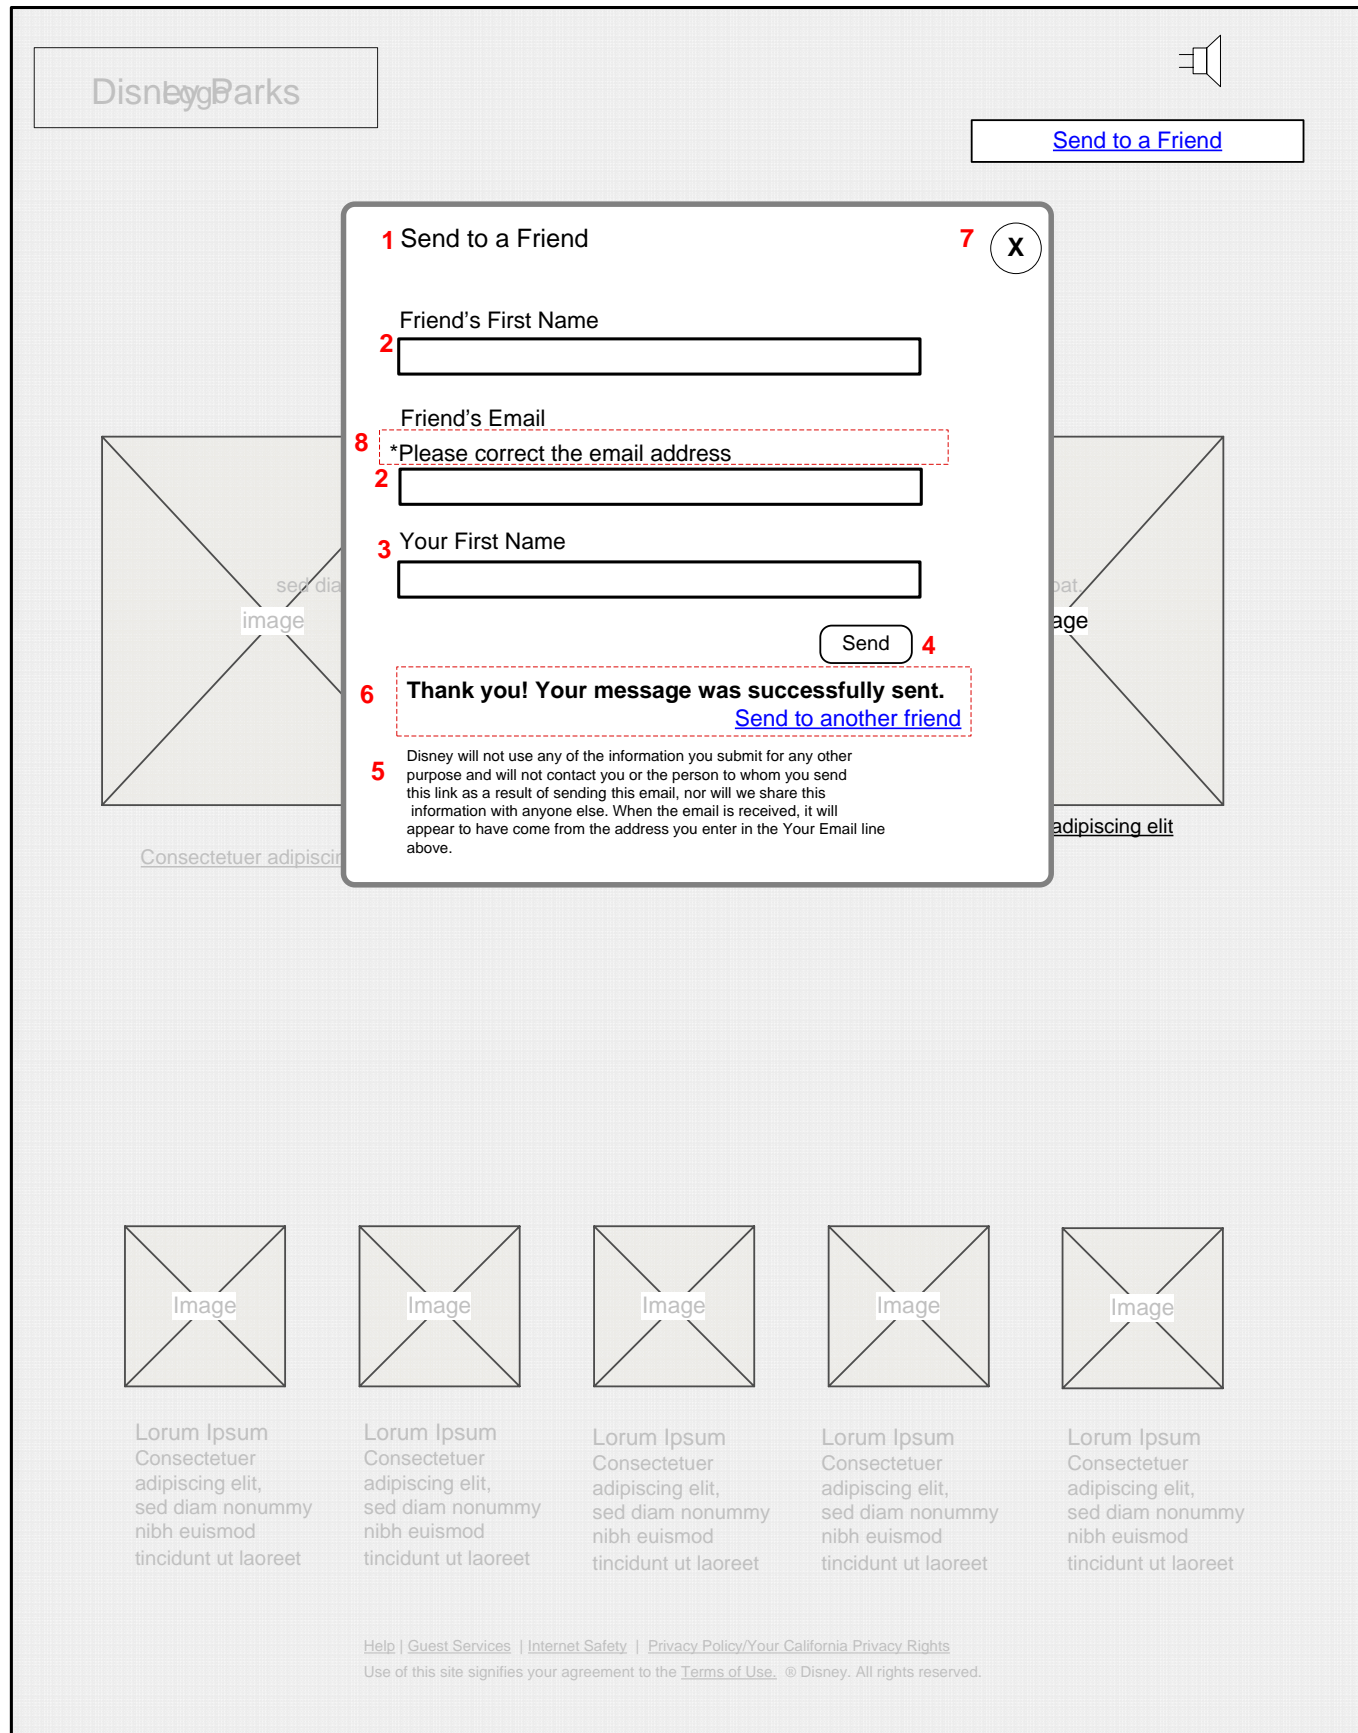 Disney Parks
Logo
Send to a Friend
1 Send to a Friend
7 X
Friend's First Name
2
Friend's Email
8 *Please correct the email address
2
3 Your First Name
sed dia
oat.
image
age
Send 4
6 Thank you! Your message was successfully sent.
Send to another friend
5 Disney will not use any of the information you submit for any other
purpose and will not contact you or the person to whom you send
this link as a result of sending this email, nor will we share this
information with anyone else. When the email is received, it will
appear to have come from the address you enter in the Your Email line
above.
adipiscing elit
Consectetuer adipiscin
Image
Image
Image
Image
Image
Lorum Ipsum
Consectetuer
adipiscing elit,
sed diam nonummy
nibh euismod
tincidunt ut laoreet
Lorum Ipsum
Consectetuer
adipiscing elit,
sed diam nonummy
nibh euismod
tincidunt ut laoreet
Lorum Ipsum
Consectetuer
adipiscing elit,
sed diam nonummy
nibh euismod
tincidunt ut laoreet
Lorum Ipsum
Consectetuer
adipiscing elit,
sed diam nonummy
nibh euismod
tincidunt ut laoreet
Lorum Ipsum
Consectetuer
adipiscing elit,
sed diam nonummy
nibh euismod
tincidunt ut laoreet
Help | Guest Services | Internet Safety | Privacy Policy/Your California Privacy Rights
Use of this site signifies your agreement to the Terms of Use. ® Disney. All rights reserved.